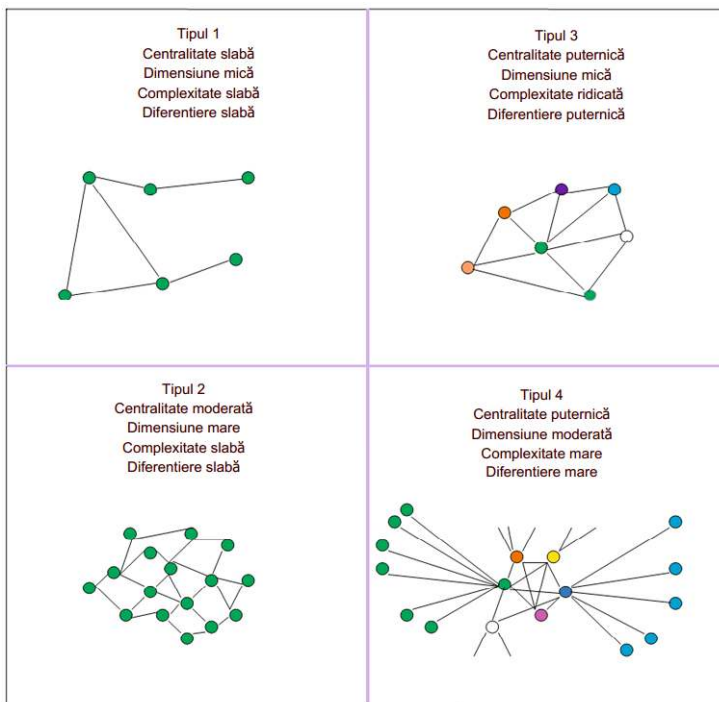 Tipul 1
Centralitate slabă
Dimensiune mică
Complexitate slabă
Diferentiere slabă
Tipul 3
Centralitate puternică
Dimensiune mică
Complexitate ridicată
Diferentiere puternică
Tipul 2
Centralitate moderată
Dimensiune mare
Complexitate slabă
Diferentiere slabă
Tipul 4
Centralitate puternică
Dimensiune moderată
Complexitate mare
Diferentiere mare